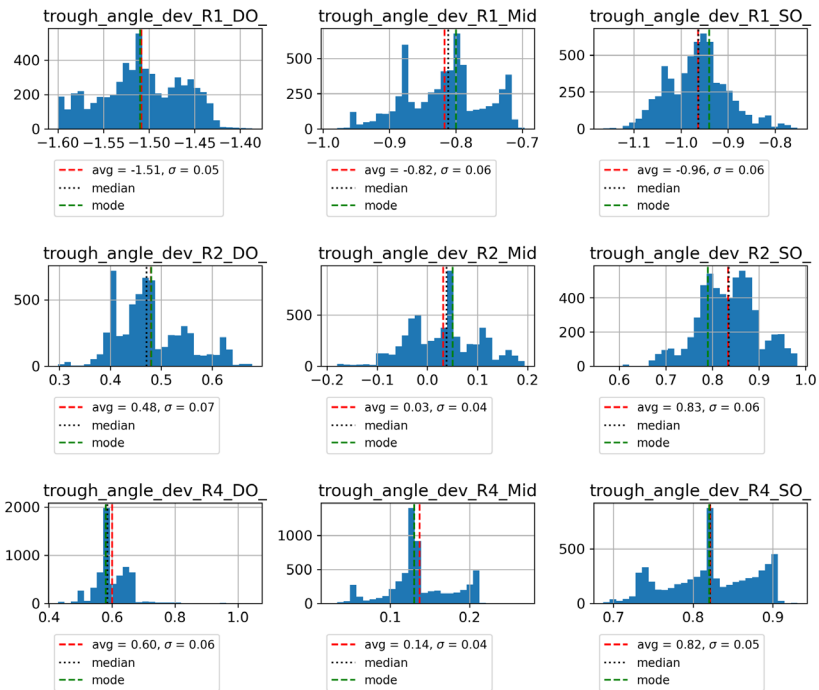 trough_angle_dev_R1_DO_
trough_angle_dev_R1_Mid
trough_angle_dev_R1_SO_
400
200
0
−1.60 −1.55 −1.50 −1.45 −1.40
750
500
250
0
−1.0 −0.9 −0.8 −0.7
500
250
0
−1.1 −1.0 −0.9 −0.8
avg = -1.51, σ = 0.05
median
mode
avg = -0.82, σ = 0.06
median
mode
avg = -0.96, σ = 0.06
median
mode
trough_angle_dev_R2_DO_
trough_angle_dev_R2_Mid
trough_angle_dev_R2_SO_
500
0
0.3 0.4 0.5 0.6
500
0
−0.2 −0.1 0.0 0.1 0.2
400
200
0
0.6 0.7 0.8 0.9 1.0
avg = 0.48, σ = 0.07
median
mode
avg = 0.03, σ = 0.04
median
mode
avg = 0.83, σ = 0.06
median
mode
trough_angle_dev_R4_DO_
trough_angle_dev_R4_Mid
trough_angle_dev_R4_SO_
2000
1000
0
0.4 0.6 0.8 1.0
1000
500
0
0.1 0.2
500
0
0.7 0.8 0.9
avg = 0.60, σ = 0.06
median
mode
avg = 0.14, σ = 0.04
median
mode
avg = 0.82, σ = 0.05
median
mode